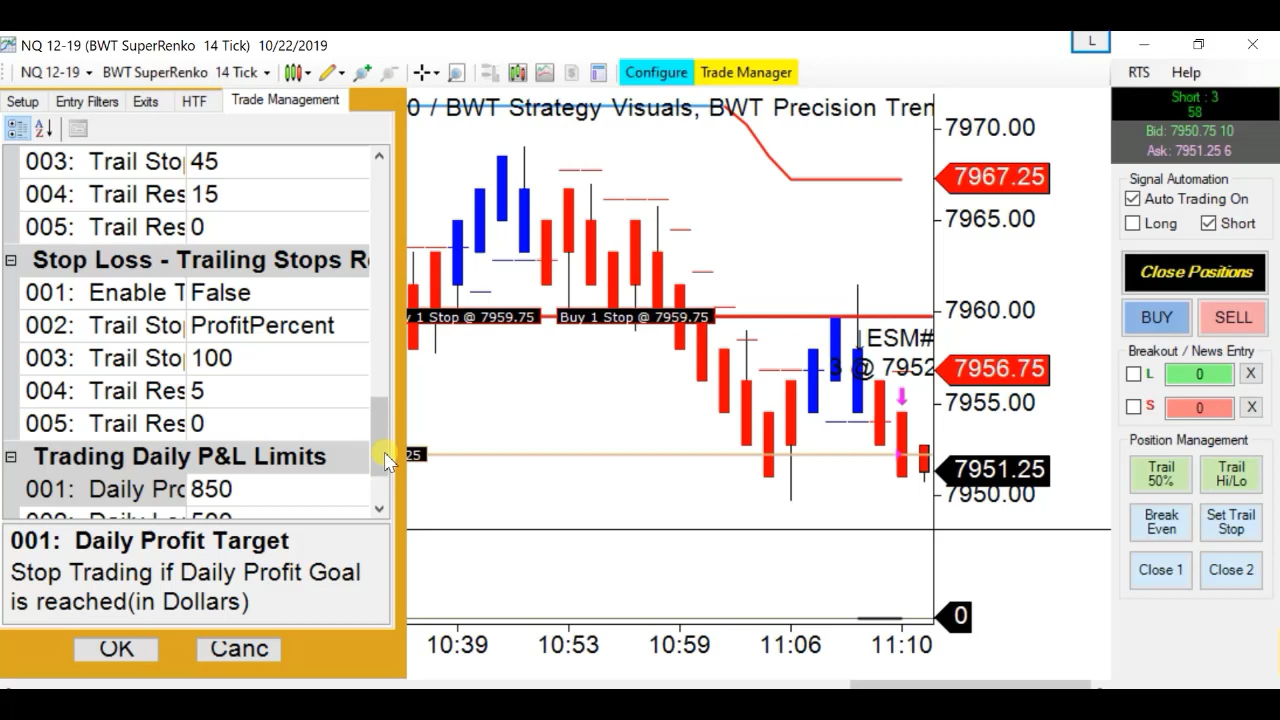 NQ 12-19 (BWT SuperRenko 14 Tick) 10/22/2019
L
NQ 12-19
BWT SuperRenko 14 Tick
Configure
Trade Manager
RTS Help
Setup
Entry Filters
Exits
HTF
Trade Management
003: Trail Sto 45
004: Trail Res 15
005: Trail Res 0
Stop Loss - Trailing Stops R
001: Enable T False
002: Trail Sto ProfitPercent
003: Trail Sto 100
004: Trail Res 5
005: Trail Res 0
Trading Daily P&L Limits
001: Daily Pro 850
001: Daily Profit Target
Stop Trading if Daily Profit Goal
is reached(in Dollars)
OK
Canc
0 / BWT Strategy Visuals, BWT Precision Tren
y 1 Stop @ 7959.75
Buy 1 Stop @ 7959.75
ESM#
3 @ 7952
25
7970.00
7967.25
7965.00
7960.00
7956.75
7955.00
7951.25
7950.00
0
10:39
10:53
10:59
11:06
11:10
Short : 3
58
Bid: 7950.75 10
Ask: 7951.25 6
Signal Automation
Auto Trading On
Long
Short
Close Positions
BUY
SELL
Breakout / News Entry
L 0 X
S 0 X
Position Management
Trail
50%
Trail
Hi/Lo
Break
Even
Set Trail
Stop
Close 1
Close 2